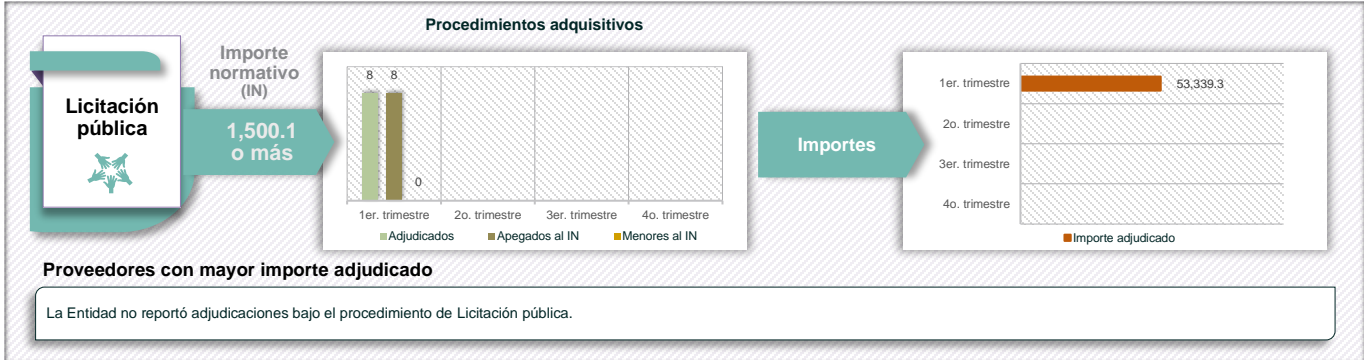 Procedimientos adquisitivos
Licitación
pública
Importe
normativo
(IN)
1,500.1
o más
8 8
0
1er. trimestre 2o. trimestre 3er. trimestre 4o. trimestre
Adjudicados Apegados al IN Menores al IN
Importes
1er. trimestre 53,339.3
2o. trimestre
3er. trimestre
4o. trimestre
Importe adjudicado
Proveedores con mayor importe adjudicado
La Entidad no reportó adjudicaciones bajo el procedimiento de Licitación pública.